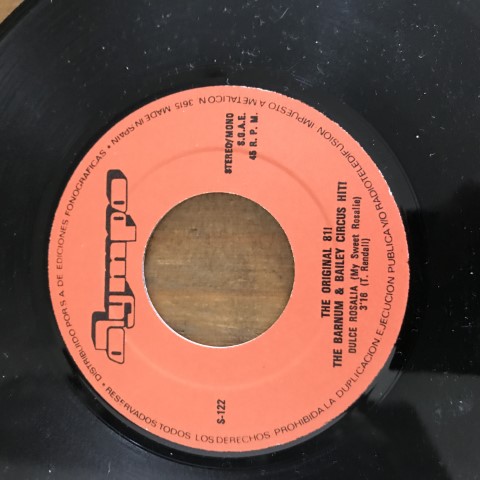 olympo
STEREO/MONO
S.G.A.E.
45 R. P. M.
S-122
THE ORIGINAL 81!
THE BARNUM & BAILEY CIRCUS HIT!
DULCE ROSALIA (My Sweet Rosalie)
3"16 (T. Randall)
DISTRIBUIDO POR S A DE EDICIONES FONOGRAFICAS • IMPUESTO A METALICO N 3615 MADE IN SPAIN
• RESERVADOS TODOS LOS DERECHOS PROHIBIDA LA DUPLICACION, EJECUCION PUBLICA Y/O RADIOTELEDIFUSION